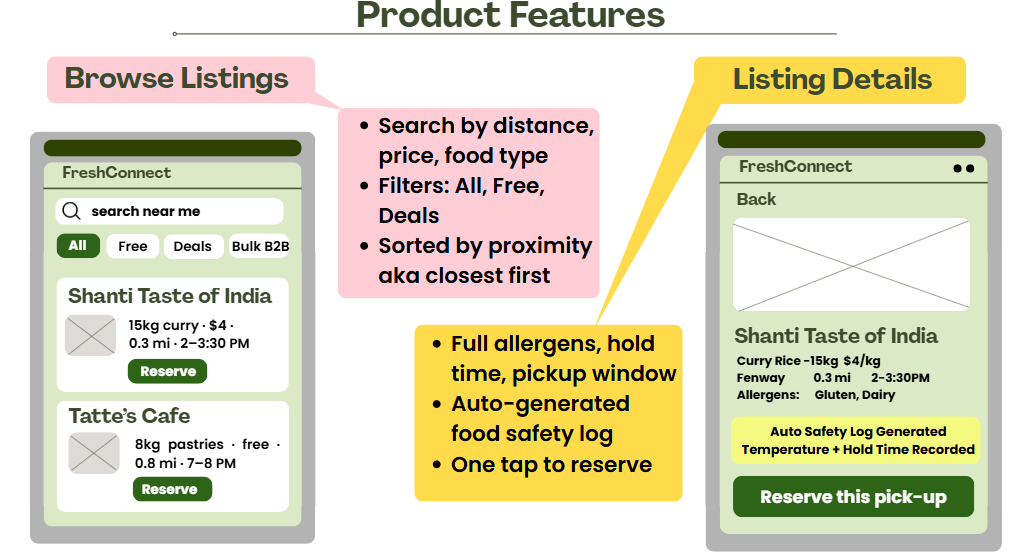 Product Features
Browse Listings
Listing Details
• Search by distance,
price, food type
• Filters: All, Free,
Deals
• Sorted by proximity
aka closest first
FreshConnect
search near me
All Free Deals Bulk B2B
Shanti Taste of India
15kg curry · $4 ·
0.3 mi · 2–3:30 PM
Reserve
Tatte’s Cafe
8kg pastries · free ·
0.8 mi · 7–8 PM
Reserve
• Full allergens, hold
time, pickup window
• Auto-generated
food safety log
• One tap to reserve
FreshConnect
Back
Shanti Taste of India
Curry Rice -15kg $4/kg
Fenway 0.3 mi 2-3:30PM
Allergens: Gluten, Dairy
Auto Safety Log Generated
Temperature + Hold Time Recorded
Reserve this pick-up